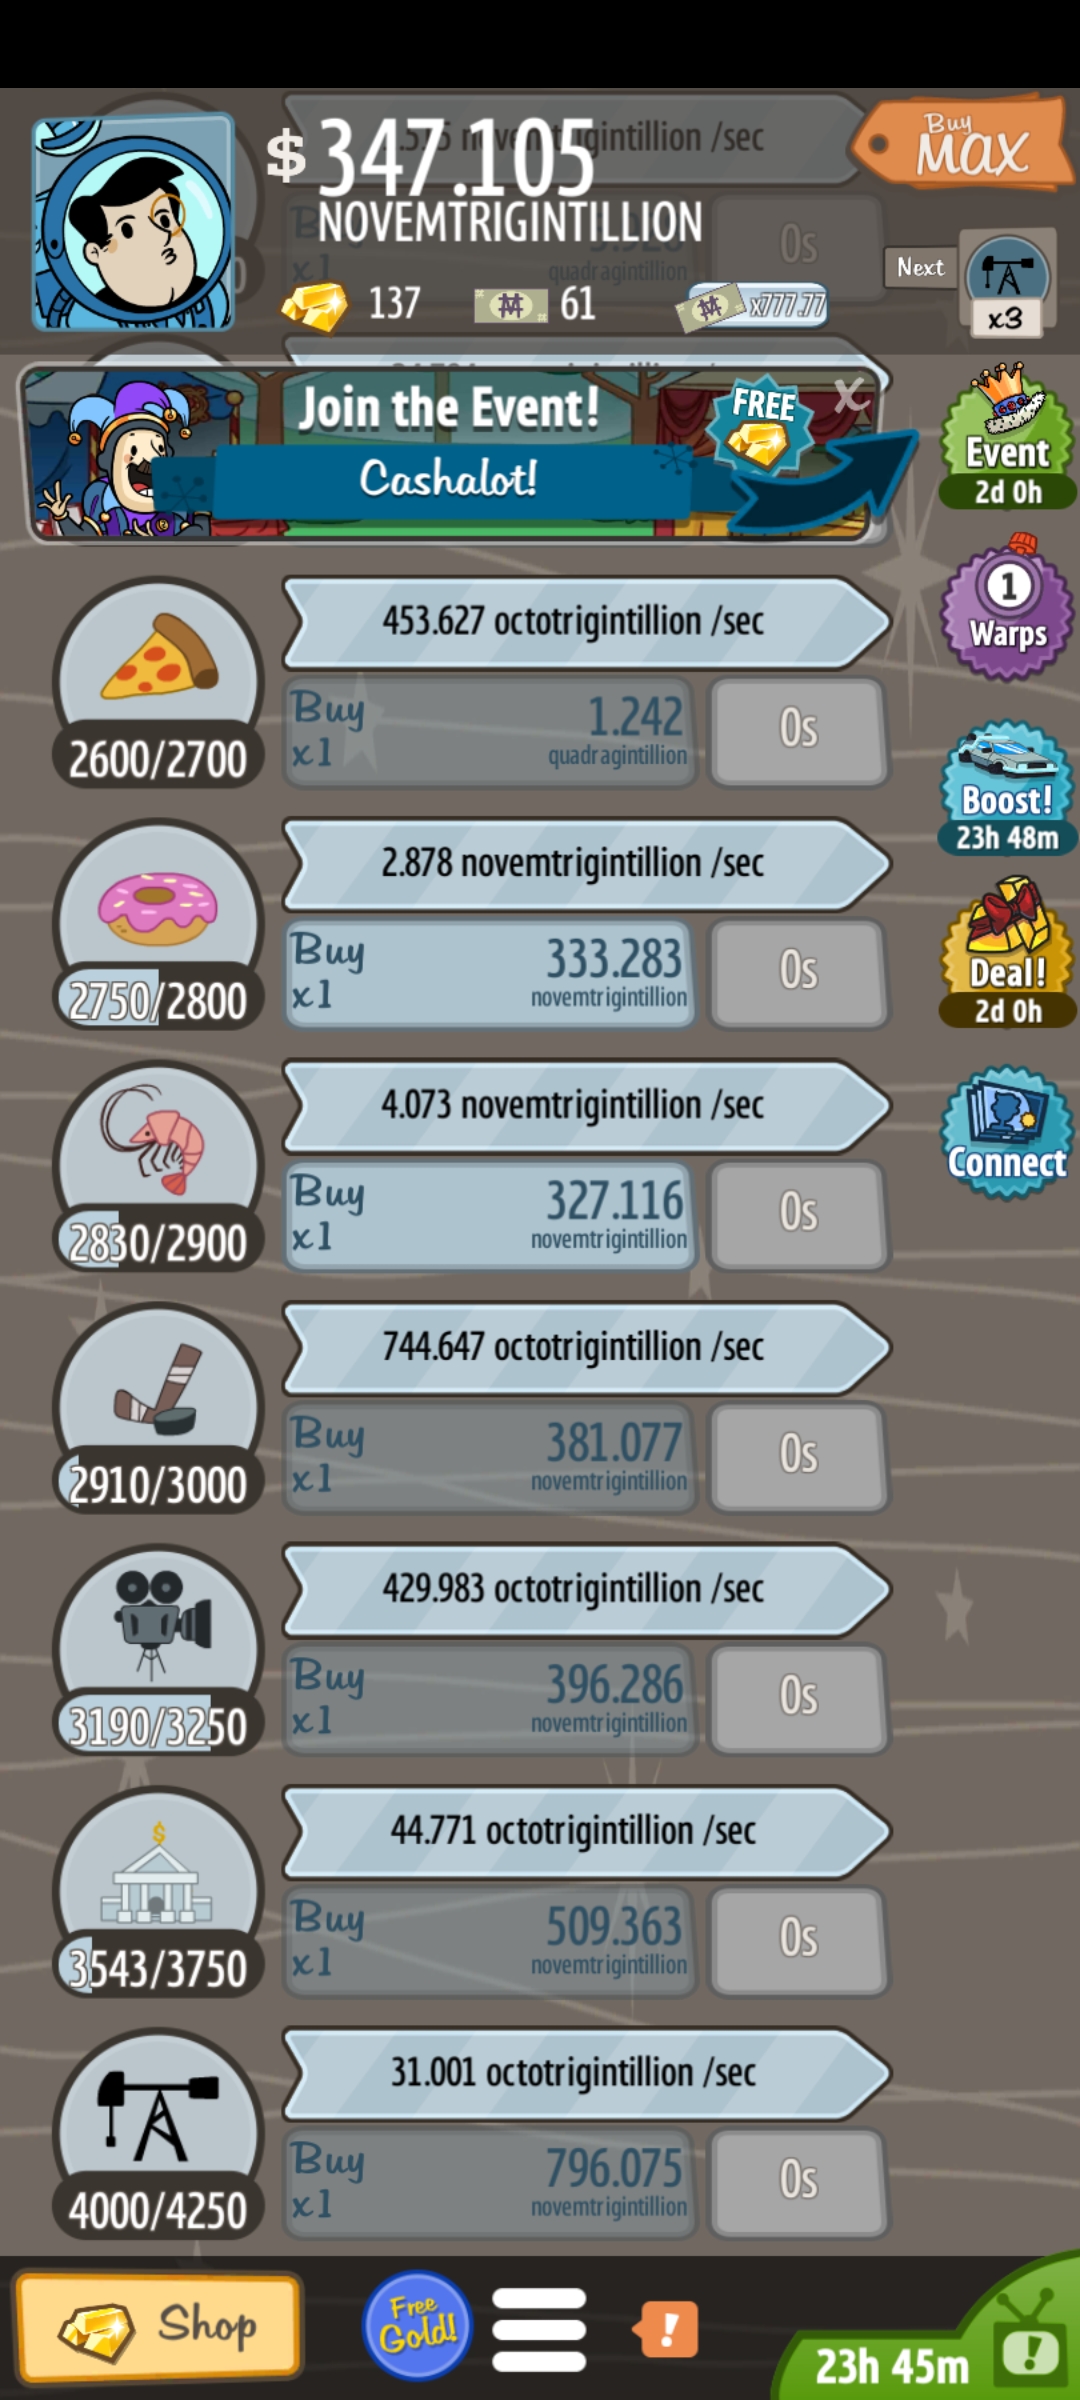 $ 347.105
NOVEMTRIGINTILLION
Buy
MAX
137
61
x777.77
Next
x3
0s
x1
quadragintillion
Join the Event!
FREE
X
Cashalot!
Event
2d 0h
1
Warps
453.627 octotrigintillion /sec
Buy
x1
1.242
quadragintillion
0s
2600/2700
Boost!
23h 48m
2.878 novemtrigintillion /sec
Buy
x1
333.283
novemtrigintillion
0s
2750/2800
Deal!
2d 0h
4.073 novemtrigintillion /sec
Buy
x1
327.116
novemtrigintillion
0s
2830/2900
Connect
744.647 octotrigintillion /sec
Buy
x1
381.077
novemtrigintillion
0s
2910/3000
429.983 octotrigintillion /sec
Buy
x1
396.286
novemtrigintillion
0s
3190/3250
$
44.771 octotrigintillion /sec
Buy
x1
509.363
novemtrigintillion
0s
3543/3750
31.001 octotrigintillion /sec
Buy
x1
796.075
novemtrigintillion
0s
4000/4250
Shop
Free
Gold!
!
23h 45m
!